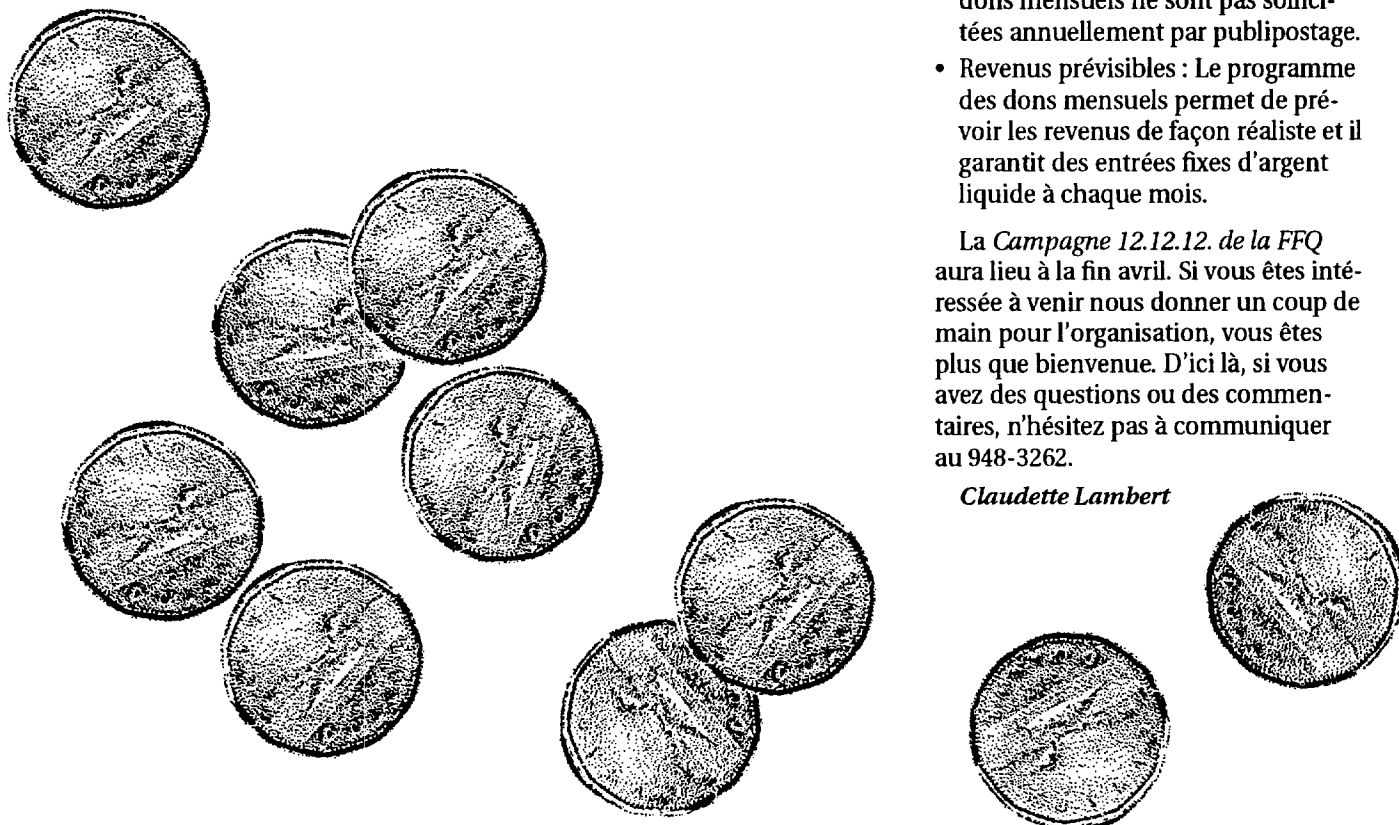 dons mensuels ne sont pas sollici-
tées annuellement par publipostage.
• Revenus prévisibles : Le programme
des dons mensuels permet de pré-
voir les revenus de façon réaliste et il
garantit des entrées fixes d'argent
liquide à chaque mois.
La Campagne 12.12.12. de la FFQ
aura lieu à la fin avril. Si vous êtes inté-
ressée à venir nous donner un coup de
main pour l'organisation, vous êtes
plus que bienvenue. D'ici là, si vous
avez des questions ou des commen-
taires, n'hésitez pas à communiquer
au 948-3262.
Claudette Lambert